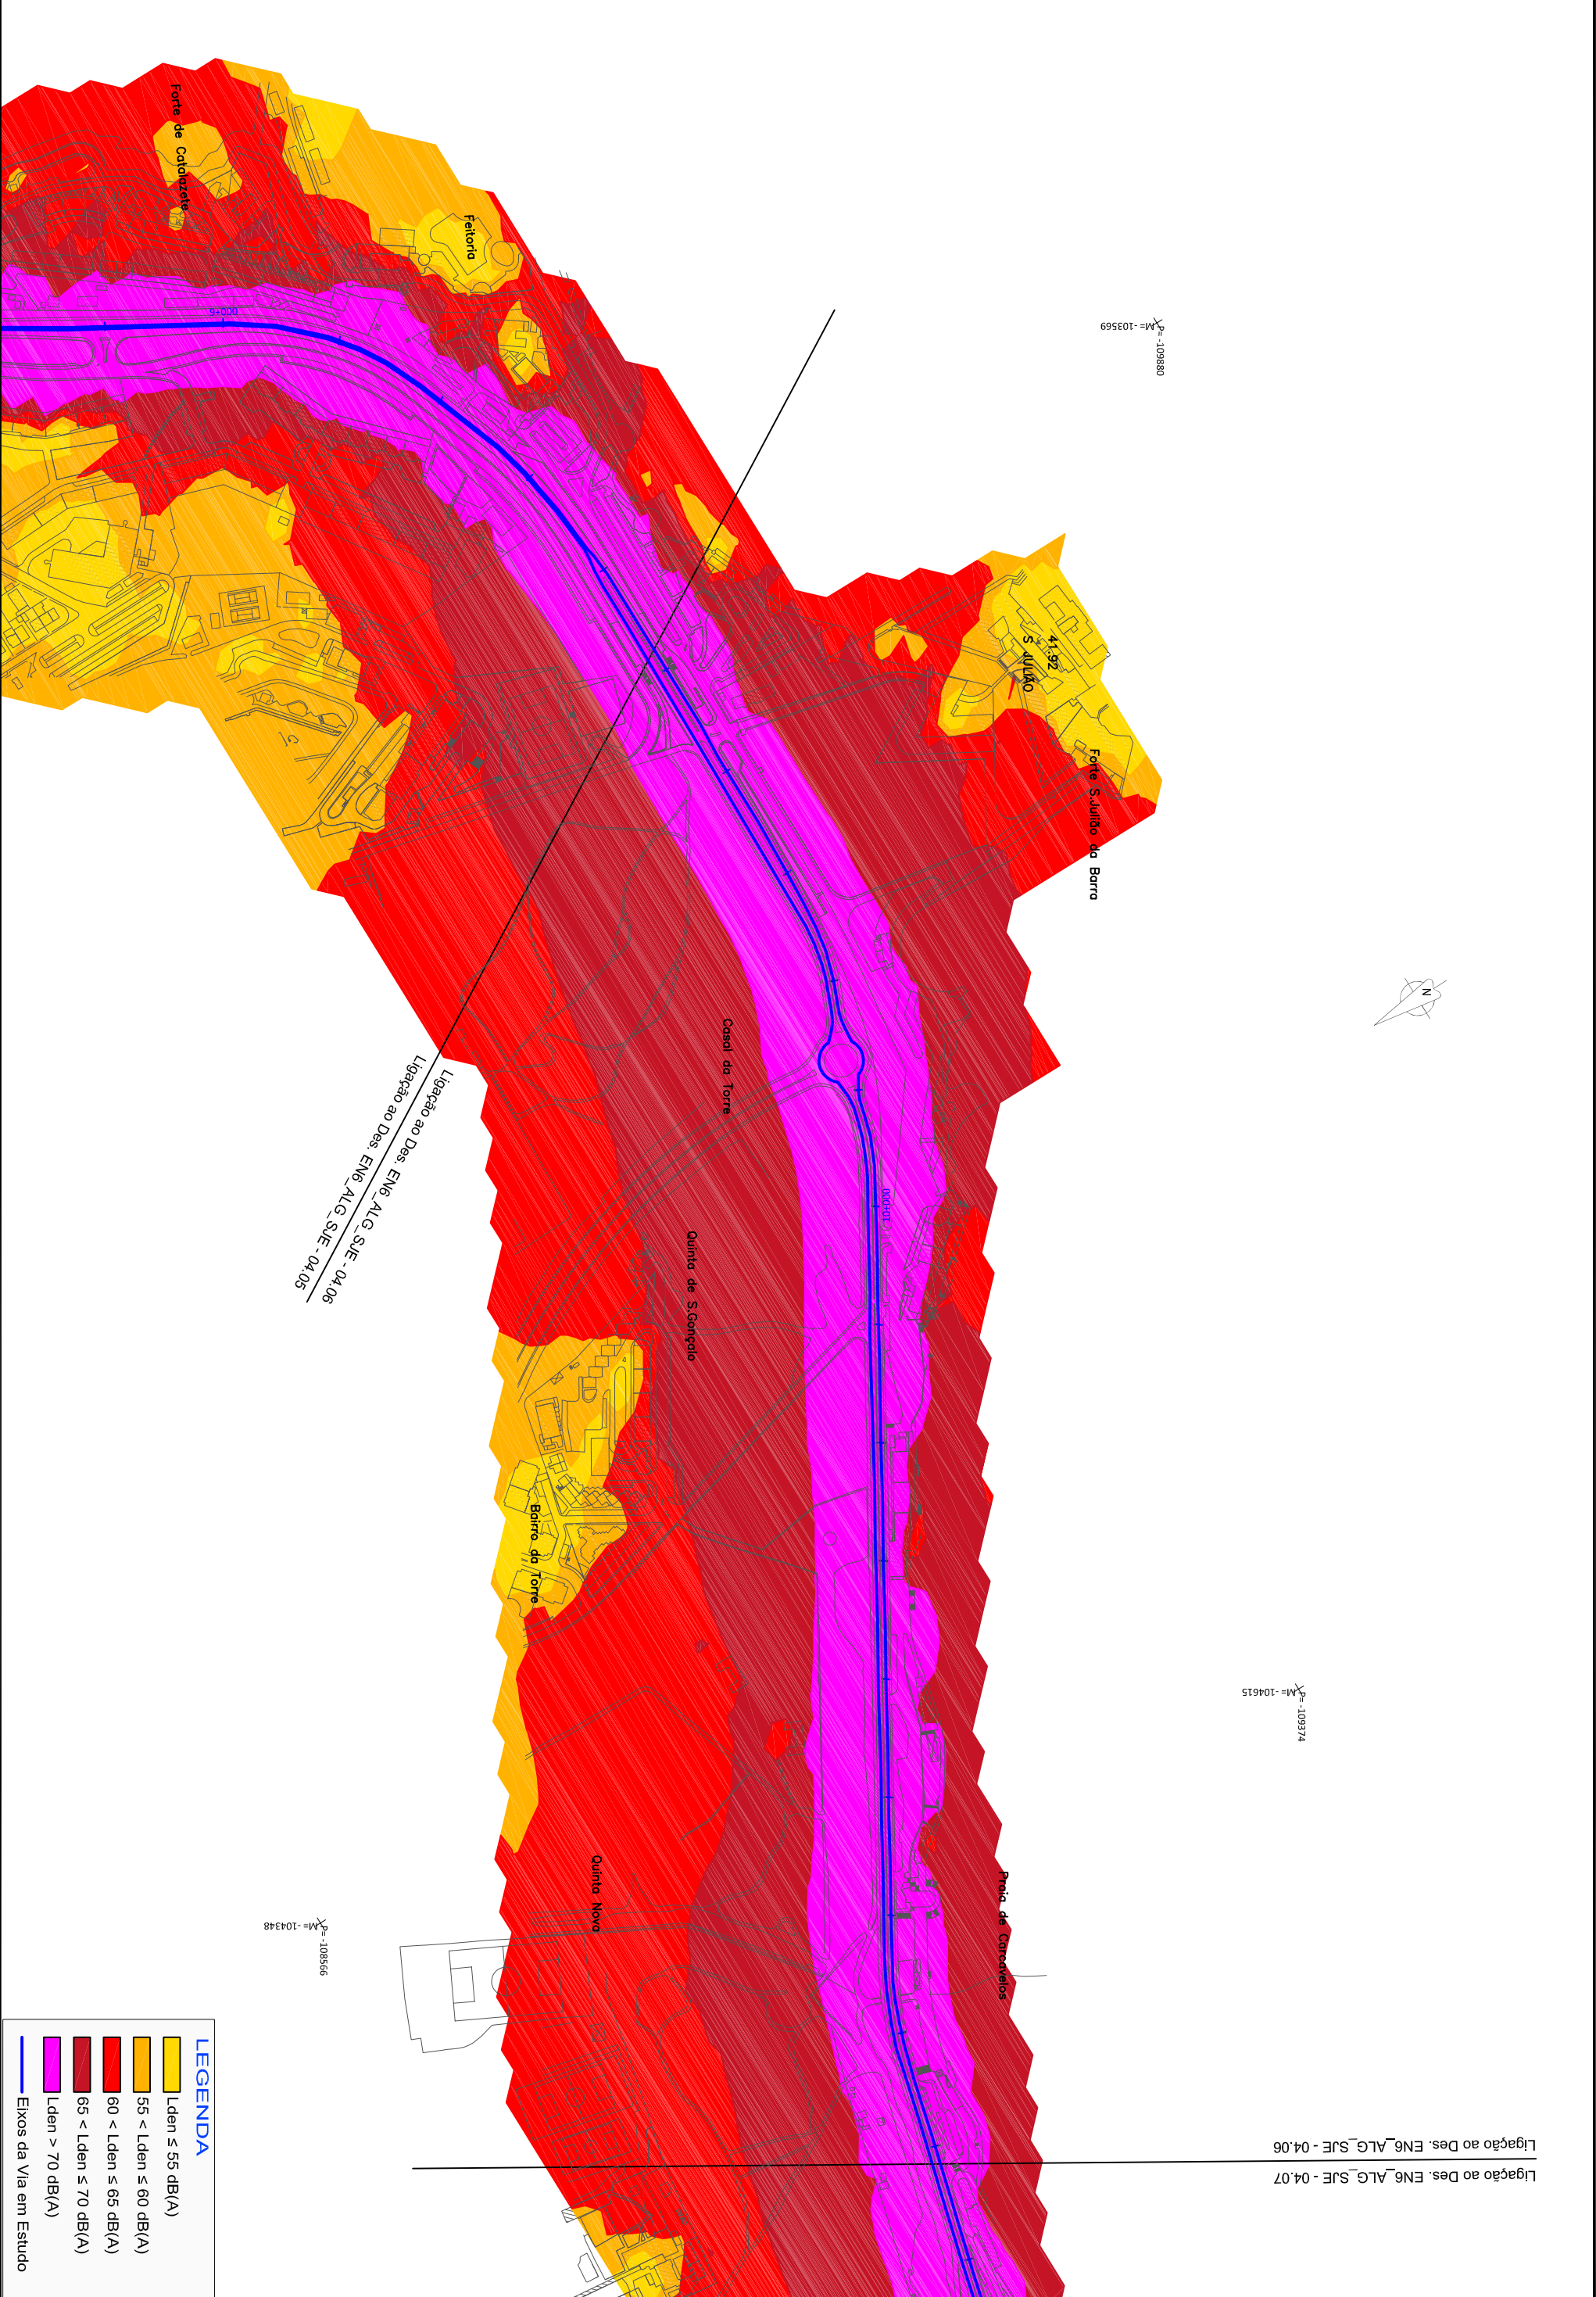 Forte de Catalazete
Feitoria
9+000
M= -103569
P= -109880
41.92
S JULIÃO
Forte S.Julião da Barra
N
Casal da Torre
Ligação ao Des. EN6_ALG_SJE - 04.06
Ligação ao Des. EN6_ALG_SJE - 04.05
10+000
Quinta de S.Gonçalo
Bairro da Torre
M= -104615
P= -109374
Quinta Nova
Praia de Carcavelos
M= -104348
P= -108566
Ligação ao Des. EN6_ALG_SJE - 04.06
Ligação ao Des. EN6_ALG_SJE - 04.07
LEGENDA
Lden ≤ 55 dB(A)
55 < Lden ≤ 60 dB(A)
60 < Lden ≤ 65 dB(A)
65 < Lden ≤ 70 dB(A)
Lden > 70 dB(A)
Eixos da Via em Estudo